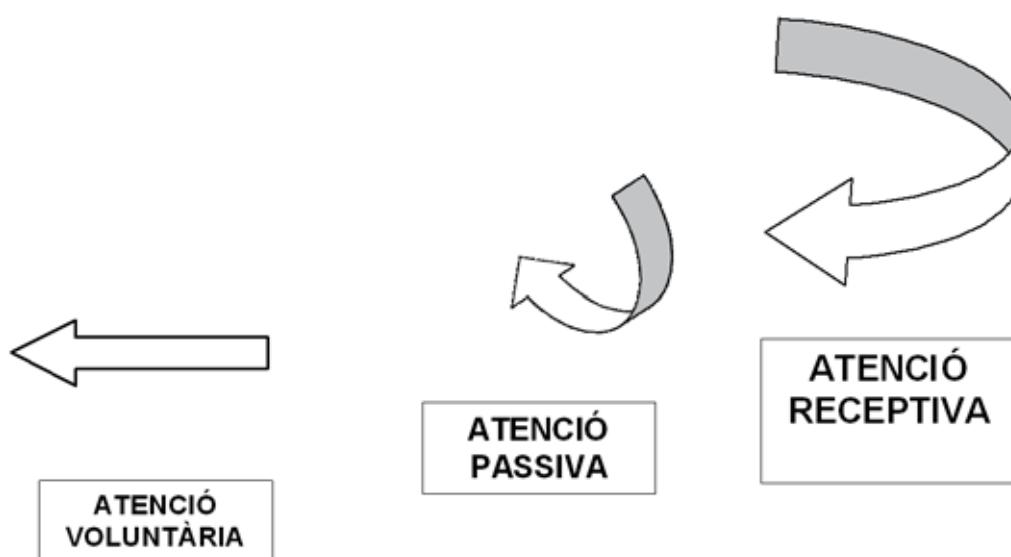 ATENCIÓ
RECEPTIVA
ATENCIÓ
PASSIVA
ATENCIÓ
VOLUNTÀRIA